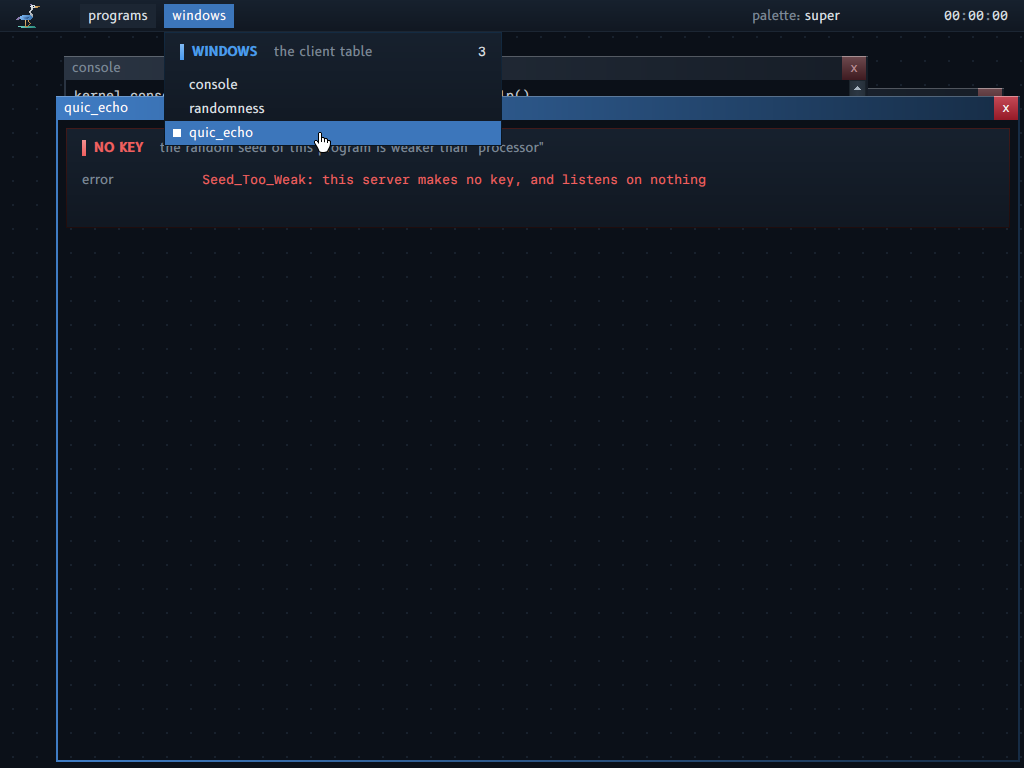 programs windows palette: super 00:00:00
WINDOWS the client table 3
console x
console
randomness
quic_echo x
quic_echo
NO KEY the random seed of this program is weaker than "processor"
error Seed_Too_Weak: this server makes no key, and listens on nothing